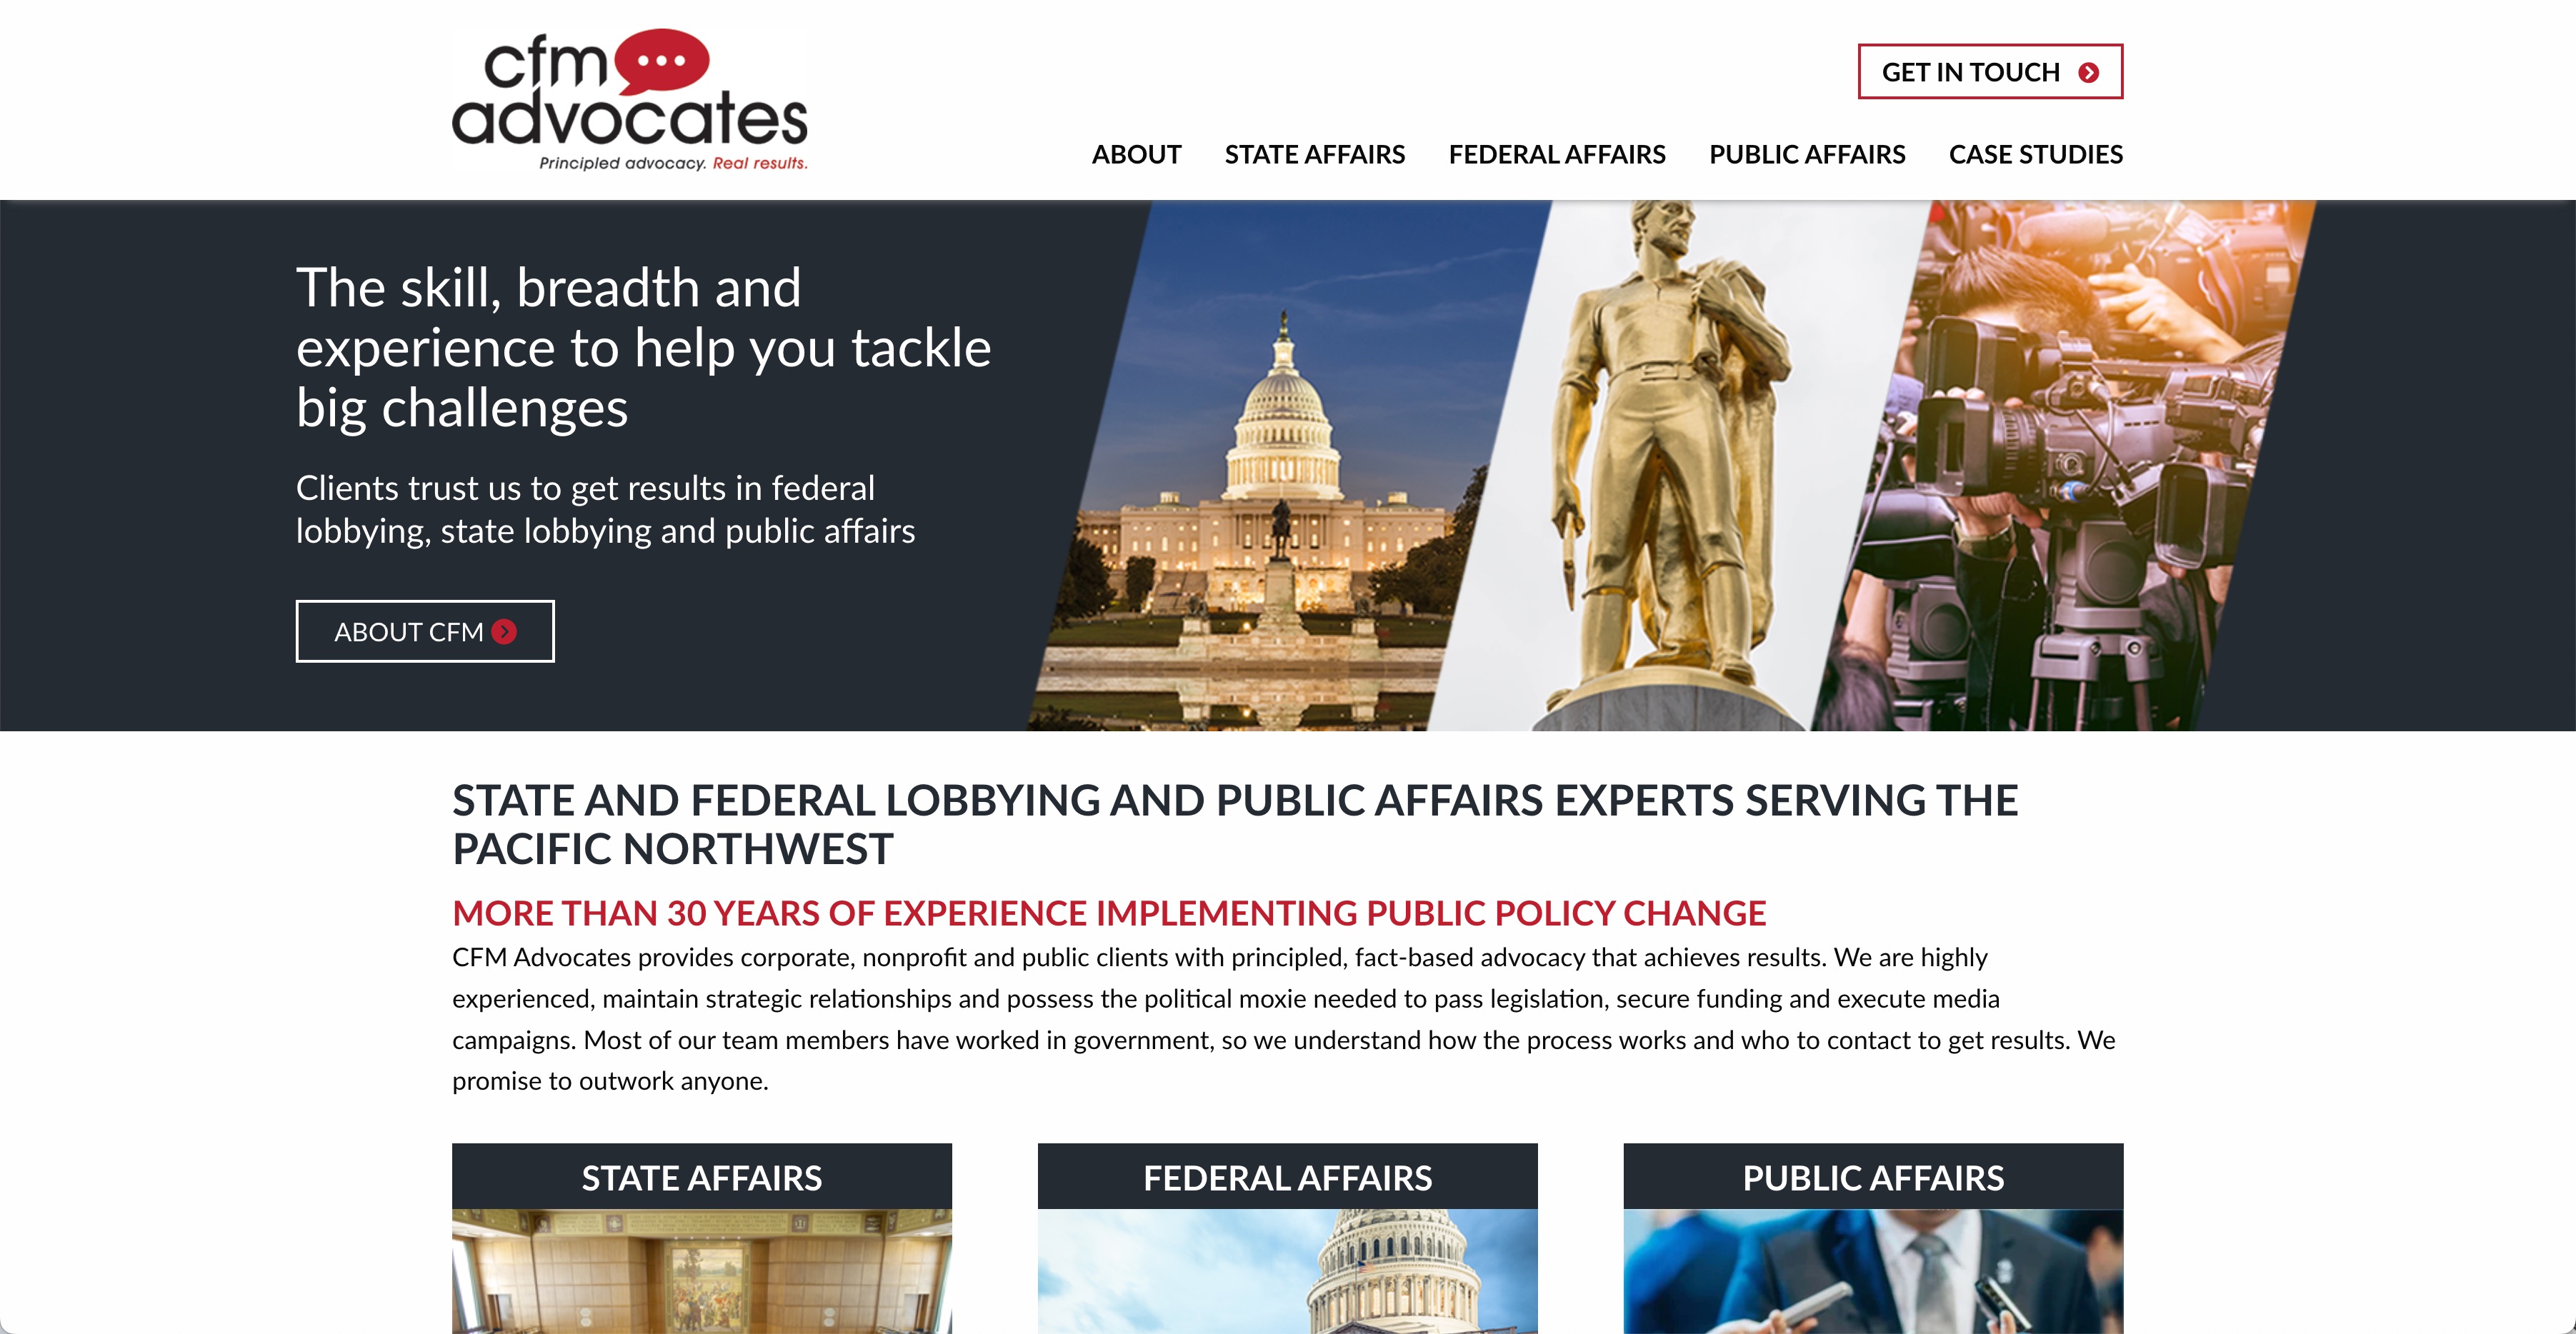 cfm
advocates
Principled advocacy. Real results.
GET IN TOUCH
ABOUT STATE AFFAIRS FEDERAL AFFAIRS PUBLIC AFFAIRS CASE STUDIES
The skill, breadth and
experience to help you tackle
big challenges
Clients trust us to get results in federal
lobbying, state lobbying and public affairs
ABOUT CFM
STATE AND FEDERAL LOBBYING AND PUBLIC AFFAIRS EXPERTS SERVING THE
PACIFIC NORTHWEST
MORE THAN 30 YEARS OF EXPERIENCE IMPLEMENTING PUBLIC POLICY CHANGE
CFM Advocates provides corporate, nonprofit and public clients with principled, fact-based advocacy that achieves results. We are highly
experienced, maintain strategic relationships and possess the political moxie needed to pass legislation, secure funding and execute media
campaigns. Most of our team members have worked in government, so we understand how the process works and who to contact to get results. We
promise to outwork anyone.
STATE AFFAIRS
FEDERAL AFFAIRS
PUBLIC AFFAIRS